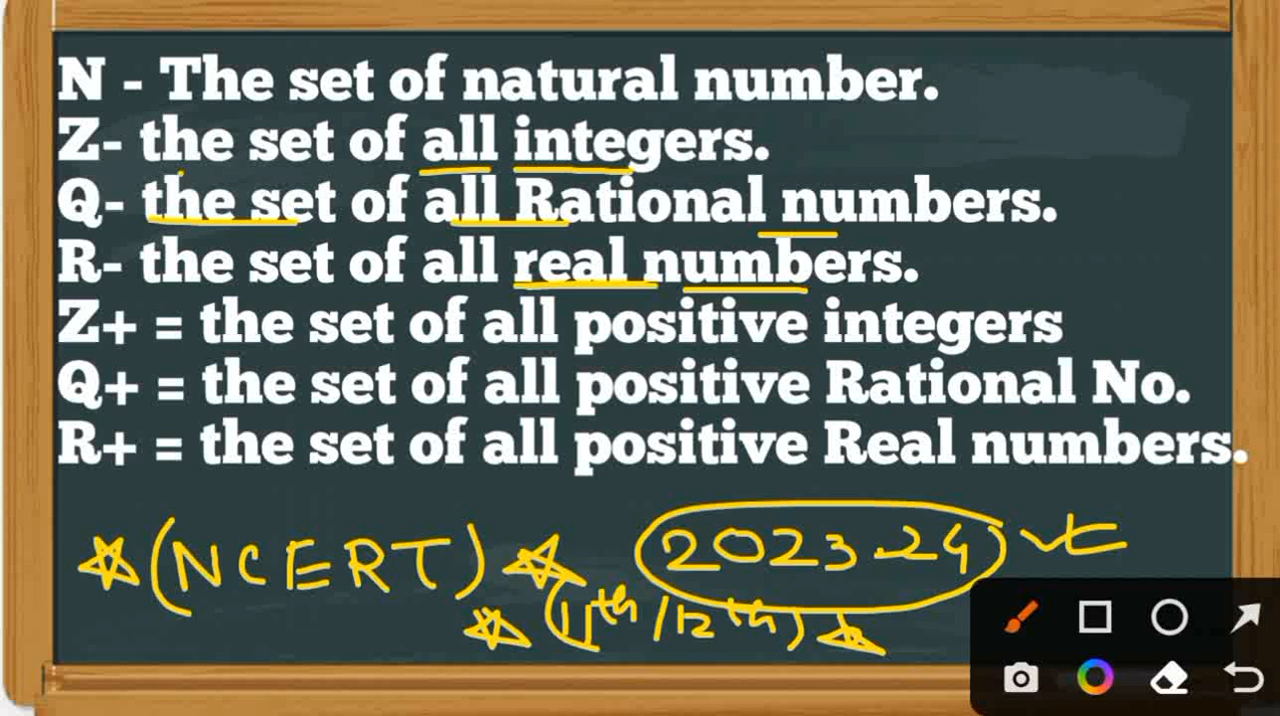 N - The set of natural number.
Z- the set of all integers.
Q- the set of all Rational numbers.
R- the set of all real numbers.
Z+ = the set of all positive integers
Q+ = the set of all positive Rational No.
R+ = the set of all positive Real numbers.
(NCERT) 2023-24
(11th/12th)